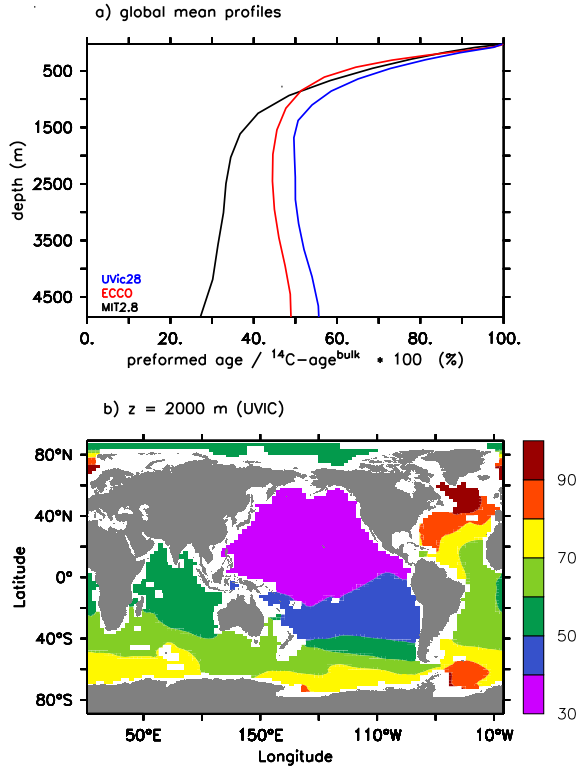 a) global mean profiles
500
1500
2500
3500
4500
depth (m)
UVic28
ECCO
MIT2.8
0. 20. 40. 60. 80. 100.
preformed age / ¹⁴C-ageᵇᵘˡᵏ * 100 (%)
b) z = 2000 m (UVIC)
80°N
40°N
0°
40°S
80°S
Latitude
50°E 150°E 110°W 10°W
Longitude
90
70
50
30